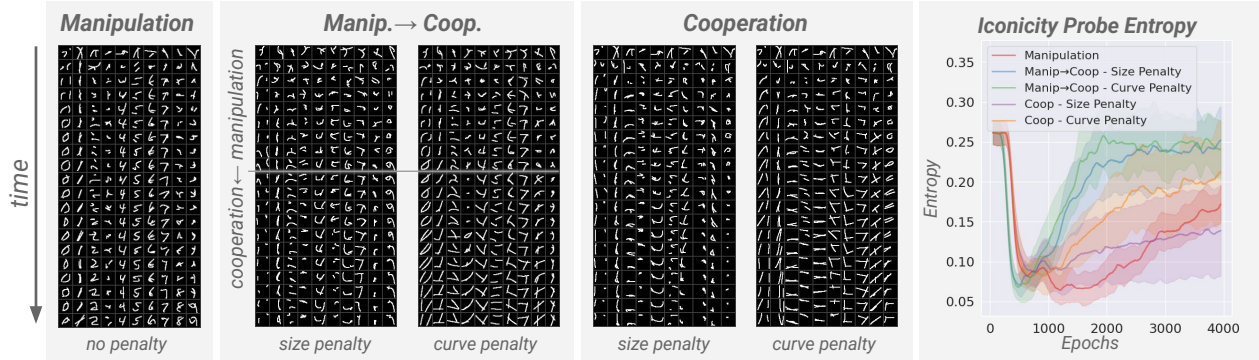 Manipulation
Manip.→ Coop.
Cooperation
Iconicity Probe Entropy
time
cooperation← manipulation
no penalty
size penalty
curve penalty
size penalty
curve penalty
Entropy
0.35
0.30
0.25
0.20
0.15
0.10
0.05
Manipulation
Manip→Coop - Size Penalty
Manip→Coop - Curve Penalty
Coop - Size Penalty
Coop - Curve Penalty
0 1000 2000 3000 4000
Epochs